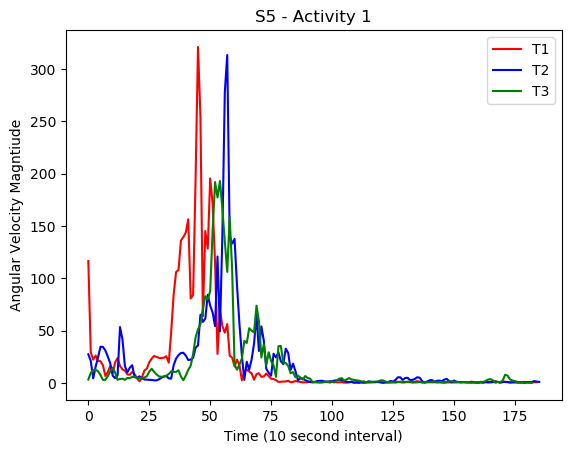 S5 - Activity 1
T1
T2
T3
Angular Velocity Magntiude
300
250
200
150
100
50
0
0 25 50 75 100 125 150 175
Time (10 second interval)